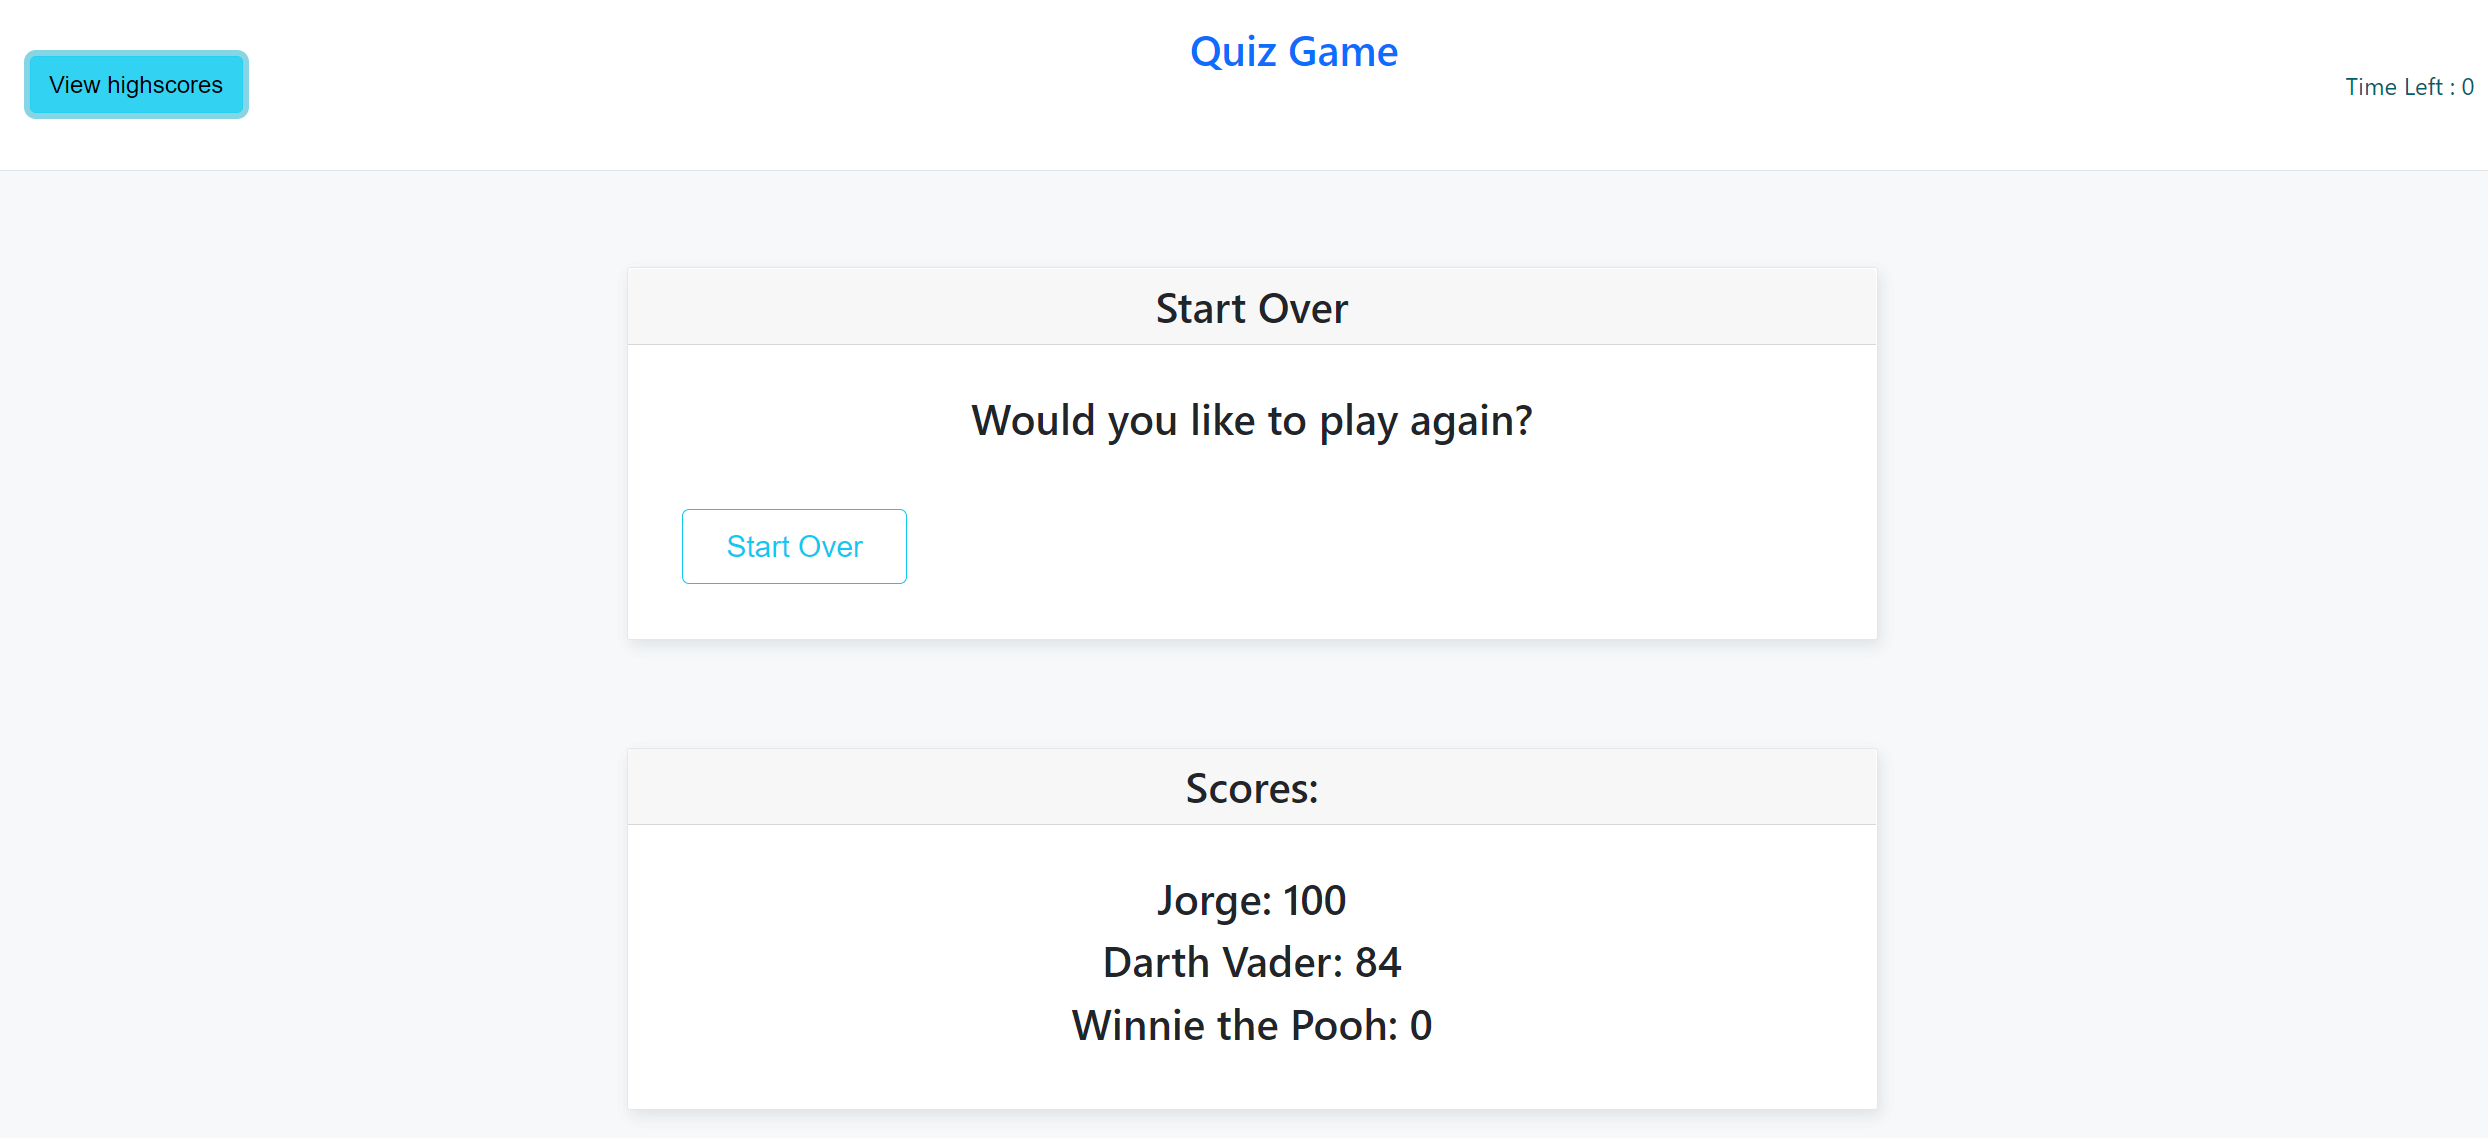 Quiz Game
View highscores
Time Left : 0
Start Over
Would you like to play again?
Start Over
Scores:
Jorge: 100
Darth Vader: 84
Winnie the Pooh: 0